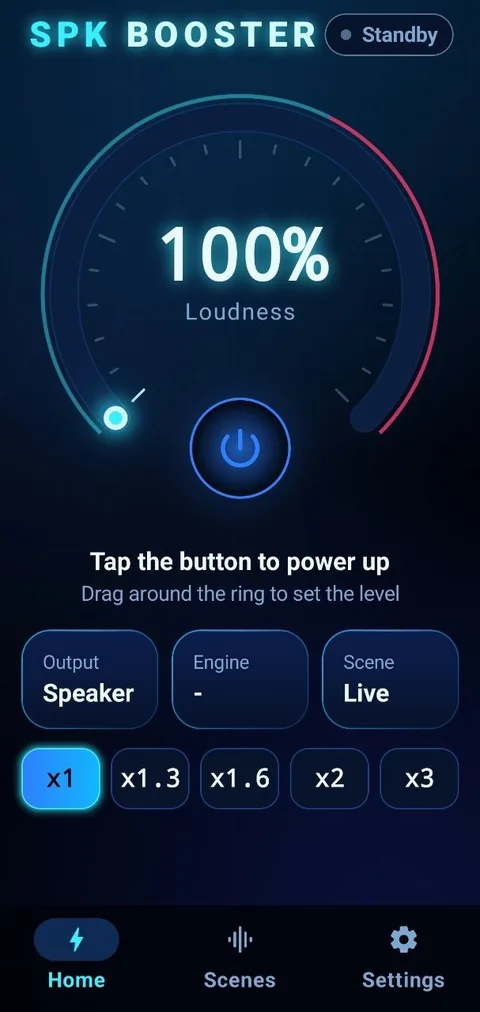 SPK BOOSTER
Standby
100%
Loudness
Tap the button to power up
Drag around the ring to set the level
Output
Speaker
Engine
-
Scene
Live
x1
x1.3
x1.6
x2
x3
Home
Scenes
Settings